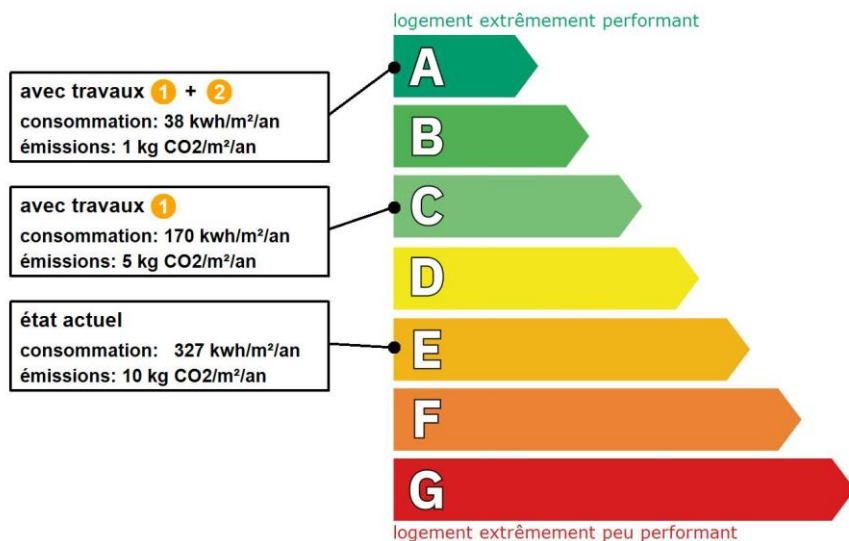 logement extrêmement performant
A
avec travaux 1 + 2
consommation: 38 kwh/m²/an
émissions: 1 kg CO2/m²/an
B
avec travaux 1
consommation: 170 kwh/m²/an
émissions: 5 kg CO2/m²/an
C
D
état actuel
consommation: 327 kwh/m²/an
émissions: 10 kg CO2/m²/an
E
F
G
logement extrêmement peu performant